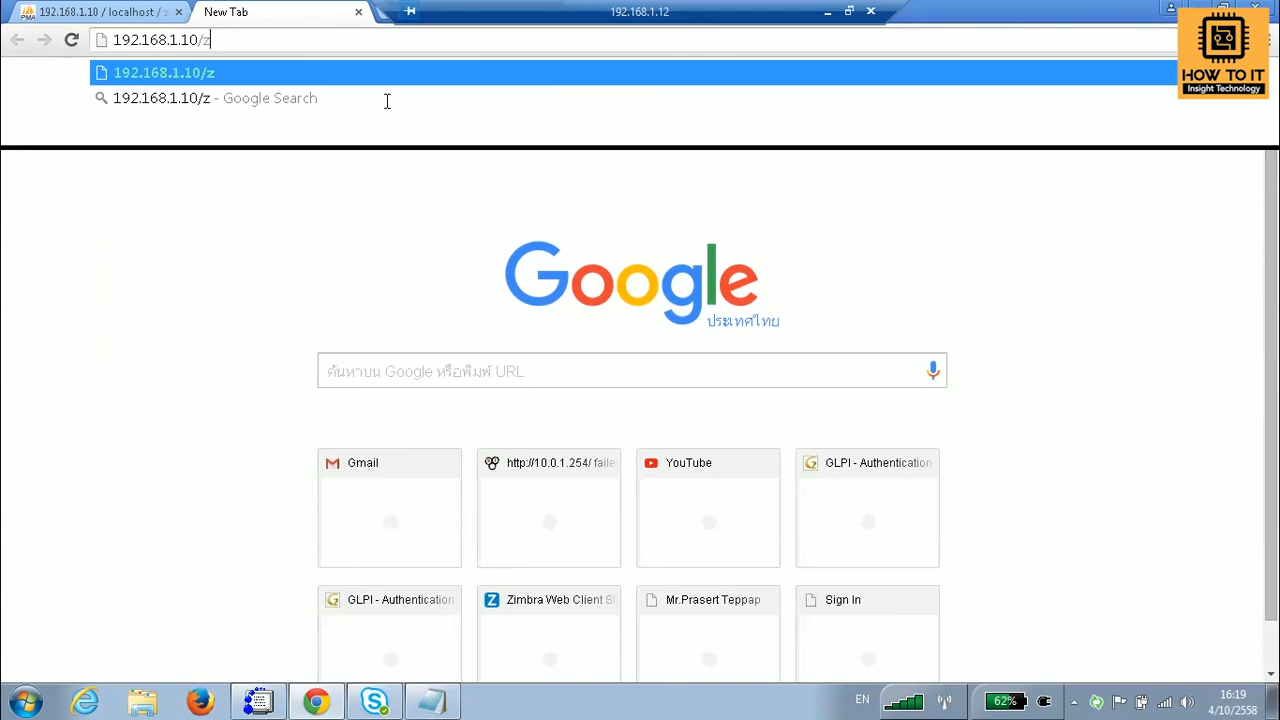 192.168.1.10 / localhost / z
New Tab
192.168.1.12
192.168.1.10/z
192.168.1.10/z
192.168.1.10/z - Google Search
HOW TO IT
Insight Technology
Google
ประเทศไทย
ค้นหาบน Google หรือพิมพ์ URL
Gmail
http://10.0.1.254/ faile
YouTube
GLPI - Authentication
GLPI - Authentication
Zimbra Web Client Si
Mr.Prasert Teppap
Sign In
EN
62%
16:19
4/10/2558